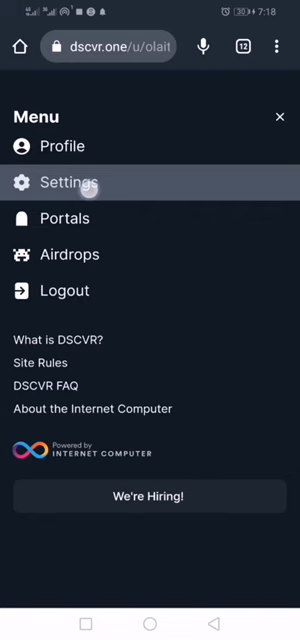 30
7:18
dscvr.one/u/olait
12
Menu
Profile
Settings
Portals
Airdrops
Logout
What is DSCVR?
Site Rules
DSCVR FAQ
About the Internet Computer
Powered by
INTERNET COMPUTER
We're Hiring!